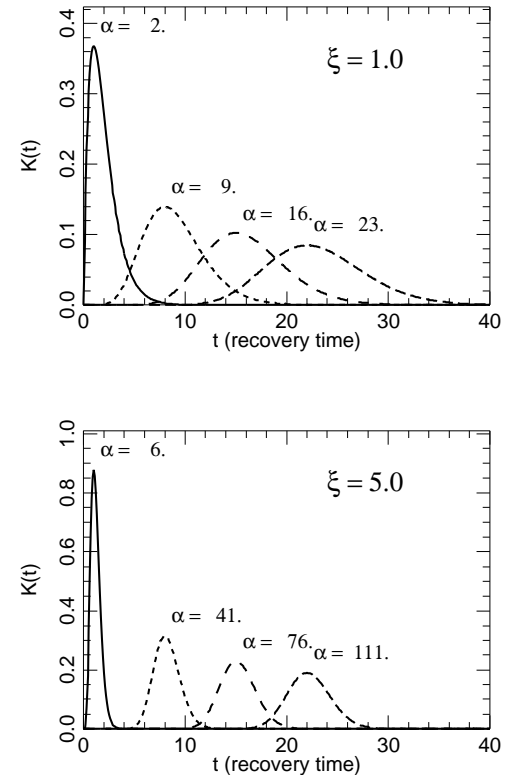 0.4
α = 2.
ξ = 1.0
0.3
K(t)
0.2
α = 9.
α = 16.
α = 23.
0.1
0.0
0 10 20 30 40
t (recovery time)
1.0
α = 6.
ξ = 5.0
0.8
0.6
K(t)
0.4
α = 41.
α = 76.
α = 111.
0.2
0.0
0 10 20 30 40
t (recovery time)